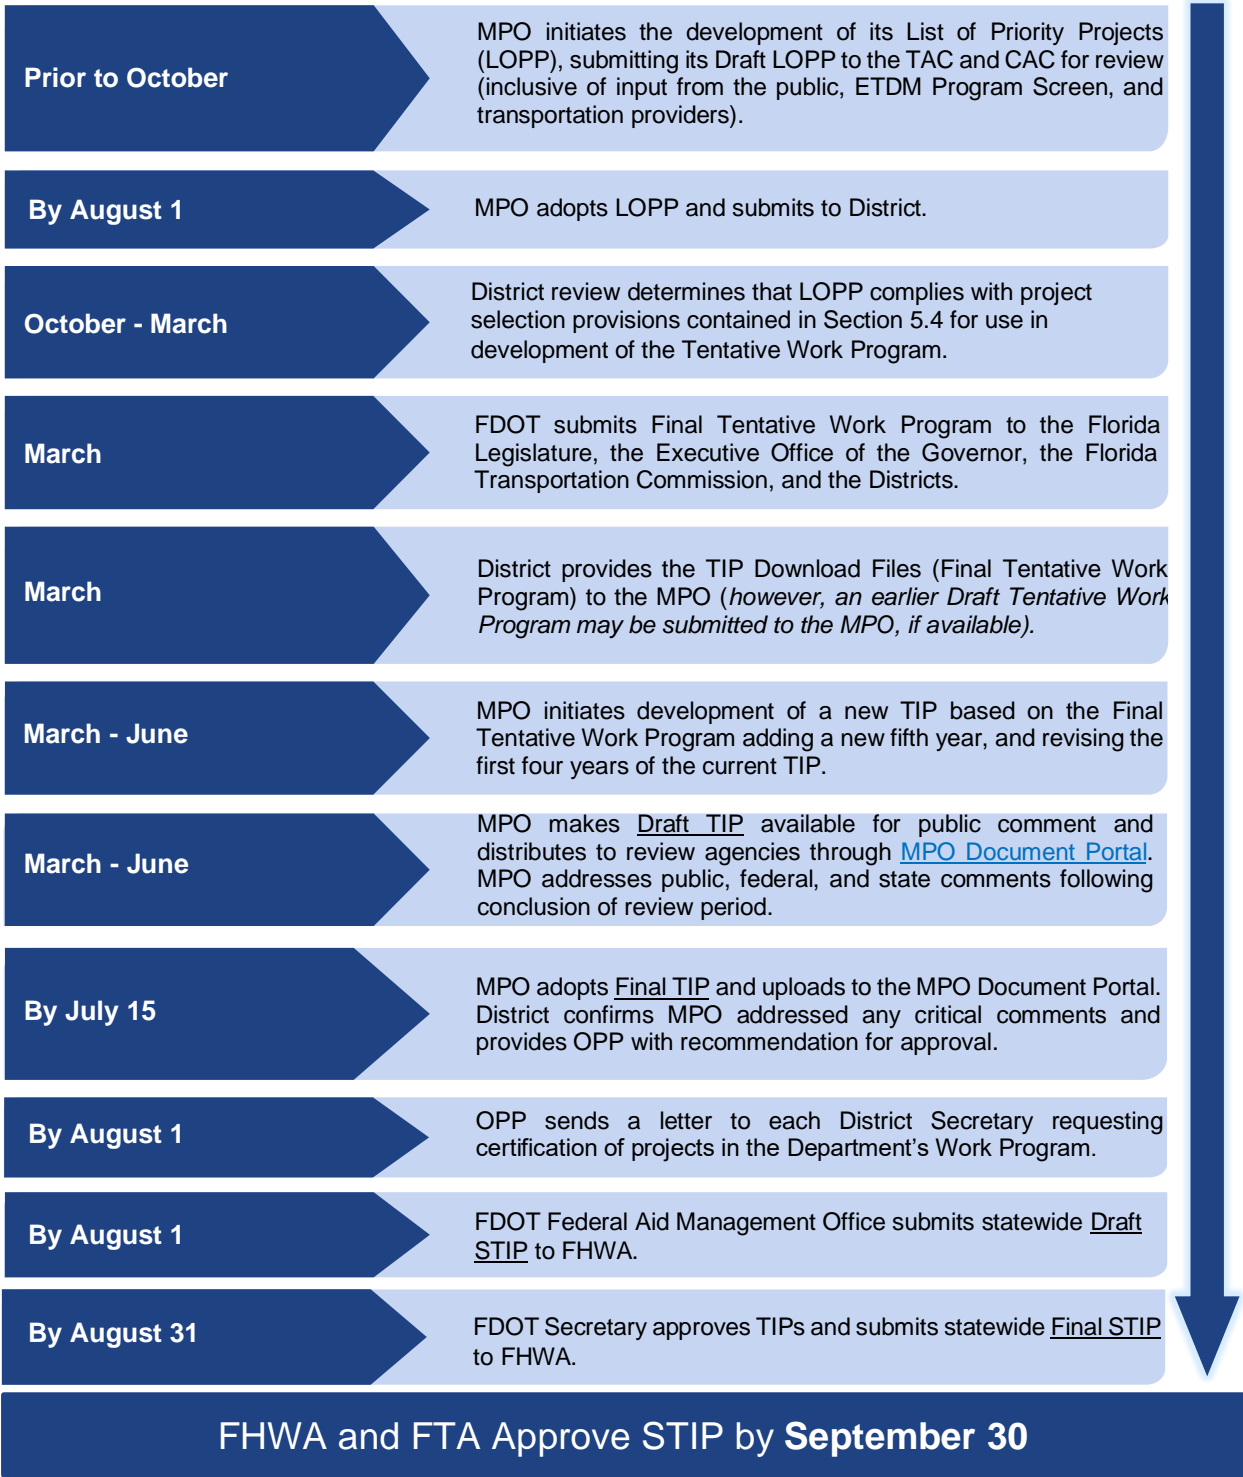 Prior to October
MPO initiates the development of its List of Priority Projects
(LOPP), submitting its Draft LOPP to the TAC and CAC for review
(inclusive of input from the public, ETDM Program Screen, and
transportation providers).
By August 1
MPO adopts LOPP and submits to District.
October - March
District review determines that LOPP complies with project
selection provisions contained in Section 5.4 for use in
development of the Tentative Work Program.
March
FDOT submits Final Tentative Work Program to the Florida
Legislature, the Executive Office of the Governor, the Florida
Transportation Commission, and the Districts.
March
District provides the TIP Download Files (Final Tentative Work
Program) to the MPO (however, an earlier Draft Tentative Work
Program may be submitted to the MPO, if available).
March - June
MPO initiates development of a new TIP based on the Final
Tentative Work Program adding a new fifth year, and revising the
first four years of the current TIP.
March - June
MPO makes Draft TIP available for public comment and
distributes to review agencies through MPO Document Portal.
MPO addresses public, federal, and state comments following
conclusion of review period.
By July 15
MPO adopts Final TIP and uploads to the MPO Document Portal.
District confirms MPO addressed any critical comments and
provides OPP with recommendation for approval.
By August 1
OPP sends a letter to each District Secretary requesting
certification of projects in the Department’s Work Program.
By August 1
FDOT Federal Aid Management Office submits statewide Draft
STIP to FHWA.
By August 31
FDOT Secretary approves TIPs and submits statewide Final STIP
to FHWA.
FHWA and FTA Approve STIP by September 30